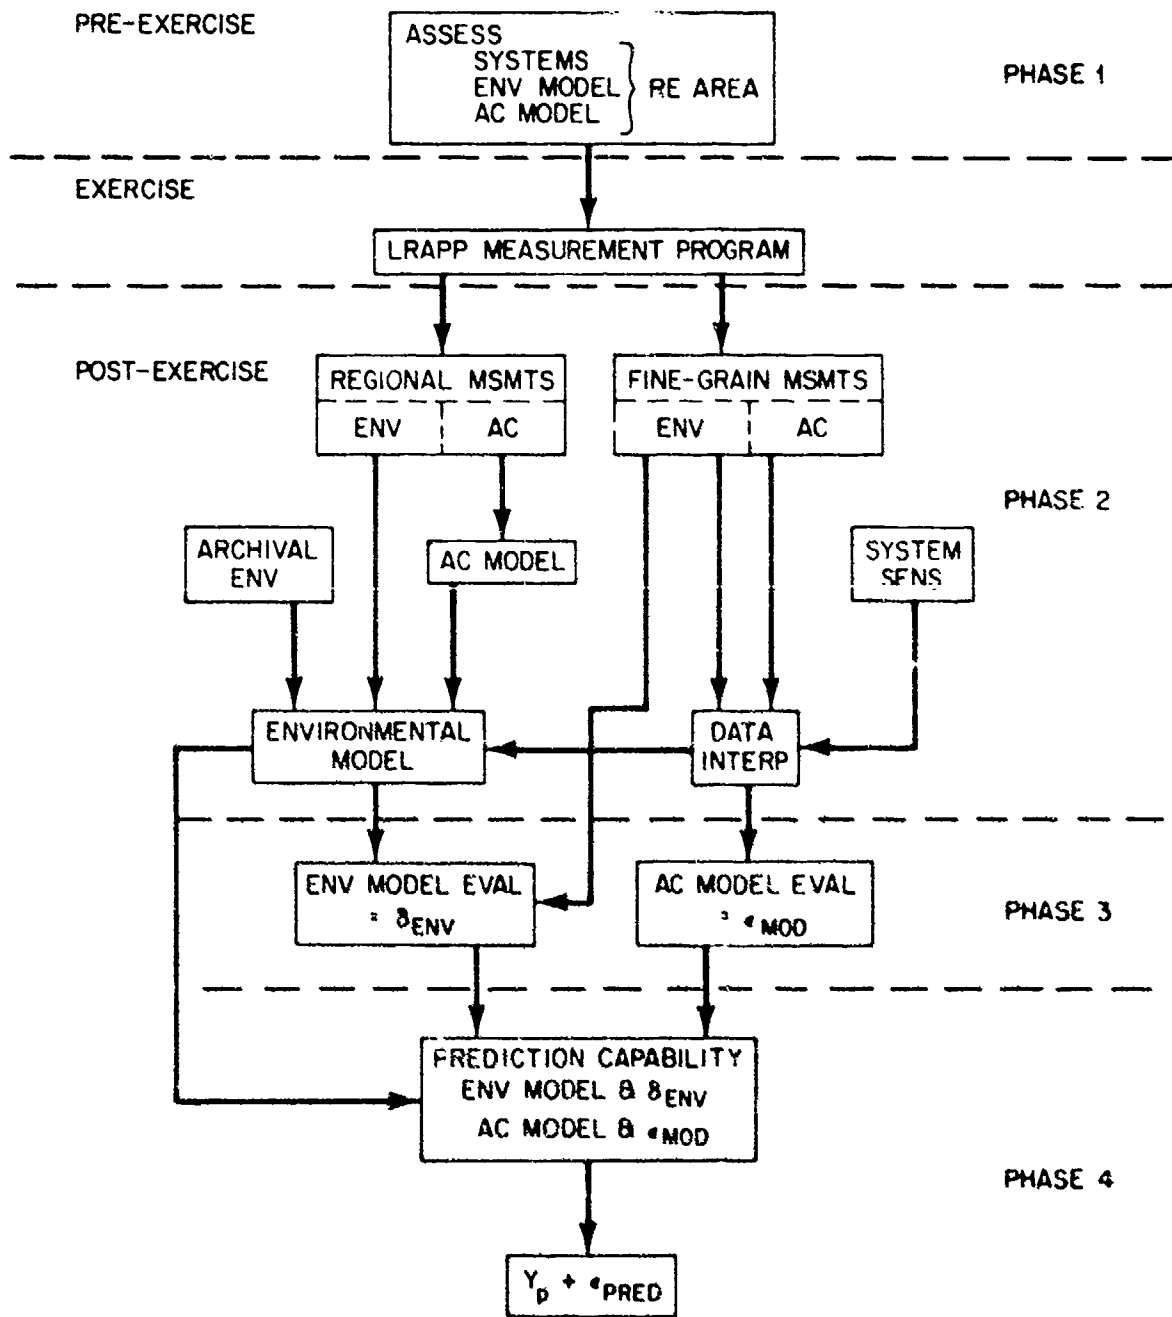 PRE-EXERCISE
ASSESS
SYSTEMS
ENV MODEL
AC MODEL
RE AREA
PHASE 1
EXERCISE
LRAPP MEASUREMENT PROGRAM
POST-EXERCISE
REGIONAL MSMTS
ENV AC
FINE-GRAIN MSMTS
ENV AC
PHASE 2
ARCHIVAL
ENV
AC MODEL
SYSTEM
SENS
ENVIRONMENTAL
MODEL
DATA
INTERP
ENV MODEL EVAL
= δENV
AC MODEL EVAL
= ϵMOD
PHASE 3
PREDICTION CAPABILITY
ENV MODEL & δENV
AC MODEL & ϵMOD
PHASE 4
Yp + ϵPRED